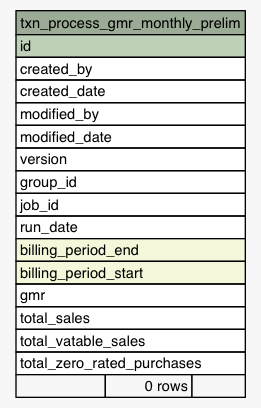 txn_process_gmr_monthly_prelim
id
created_by
created_date
modified_by
modified_date
version
group_id
job_id
run_date
billing_period_end
billing_period_start
gmr
total_sales
total_vatable_sales
total_zero_rated_purchases
0 rows